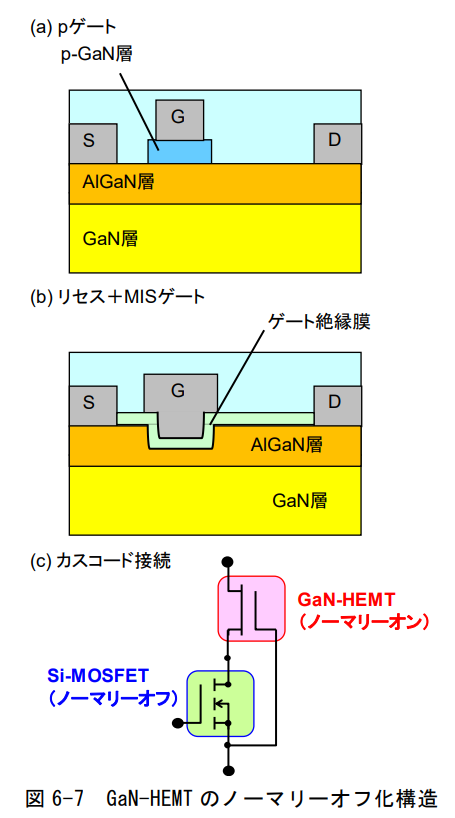 (a) pゲート
p-GaN層
G
S
D
AlGaN層
GaN層
(b) リセス＋MISゲート
ゲート絶縁膜
S
G
D
AlGaN層
GaN層
(c) カスコード接続
GaN-HEMT
（ノーマリーオン）
Si-MOSFET
（ノーマリーオフ）
図 6-7 GaN-HEMT のノーマリーオフ化構造